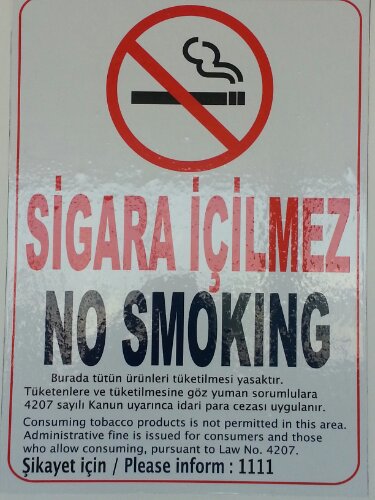 SİGARA İÇİLMEZ
NO SMOKING
Burada tütün ürünleri tüketilmesi yasaktır.
Tüketenlere ve tüketilmesine göz yuman sorumlulara
4207 sayılı Kanun uyarınca idari para cezası uygulanır.
Consuming tobacco products is not permitted in this area.
Administrative fine is issued for consumers and those
who allow consuming, pursuant to Law No. 4207.
Şikayet için / Please inform : 1111